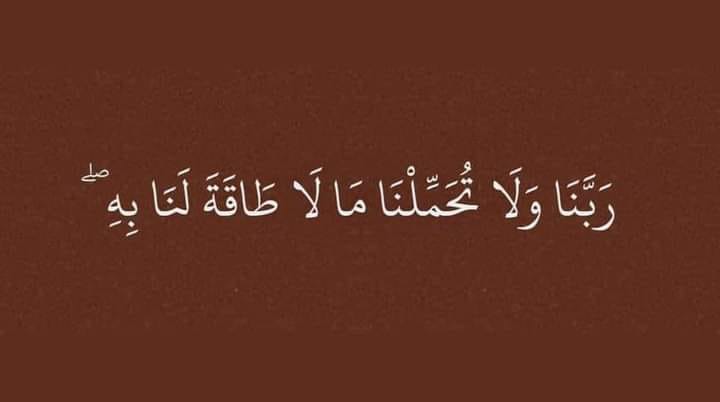 رَبَّنَا وَلَا تُحَمِّلْنَا مَا لَا طَاقَةَ لَنَا بِهِ ۖ